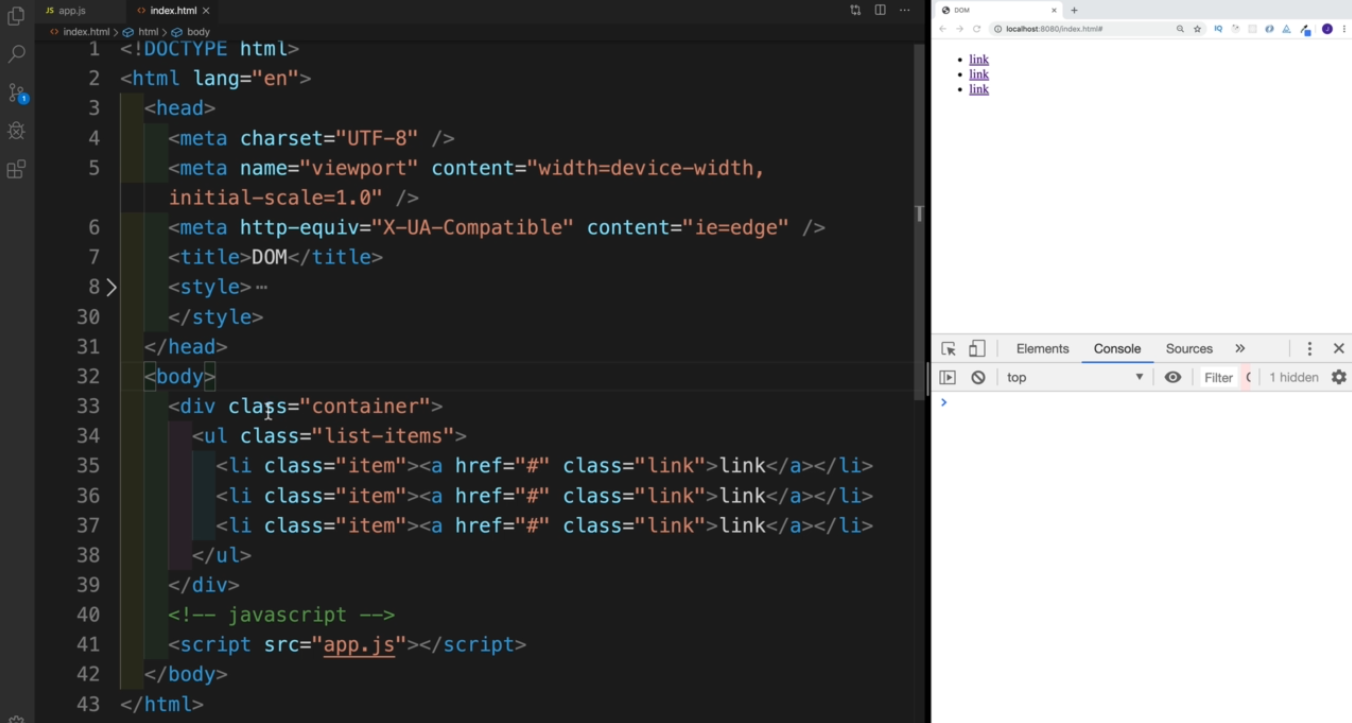 JS app.js
<> index.html ×
<> index.html > html > body
1 <!DOCTYPE html>
2 <html lang="en">
3 <head>
4 <meta charset="UTF-8" />
5 <meta name="viewport" content="width=device-width,
initial-scale=1.0" />
6 <meta http-equiv="X-UA-Compatible" content="ie=edge" />
7 <title>DOM</title>
8 <style>…
30 </style>
31 </head>
32 <body>
33 <div class="container">
34 <ul class="list-items">
35 <li class="item"><a href="#" class="link">link</a></li>
36 <li class="item"><a href="#" class="link">link</a></li>
37 <li class="item"><a href="#" class="link">link</a></li>
38 </ul>
39 </div>
40 <!-- javascript -->
41 <script src="app.js"></script>
42 </body>
43 </html>
1
DOM
localhost:8080/index.html#
IQ
J
• link
• link
• link
Elements Console Sources »
top Filter 1 hidden